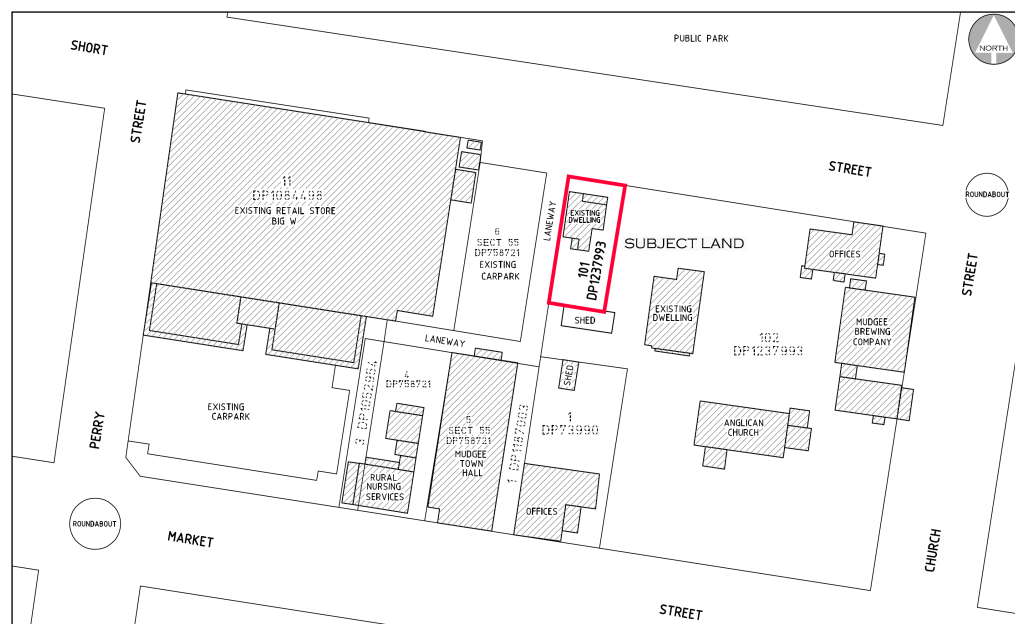 PUBLIC PARK
NORTH
SHORT
STREET
STREET
ROUNDABOUT
11
DP1084496
EXISTING RETAIL STORE
BIG W
6
SECT 55
DP758721
EXISTING
CARPARK
LANEWAY
EXISTING
DWELLING
101
DP1237993
SUBJECT LAND
OFFICES
STREET
SHED
EXISTING
DWELLING
MUDGEE
BREWING
COMPANY
102
DP1237993
LANEWAY
SHED
EXISTING
CARPARK
3 DP1052954
4
DP758721
5
SECT 55
DP758721
MUDGEE
TOWN
HALL
1 DP1187003
1
DP73990
ANGLICAN
CHURCH
PERRY
RURAL
NURSING
SERVICES
OFFICES
ROUNDABOUT
MARKET
CHURCH
STREET